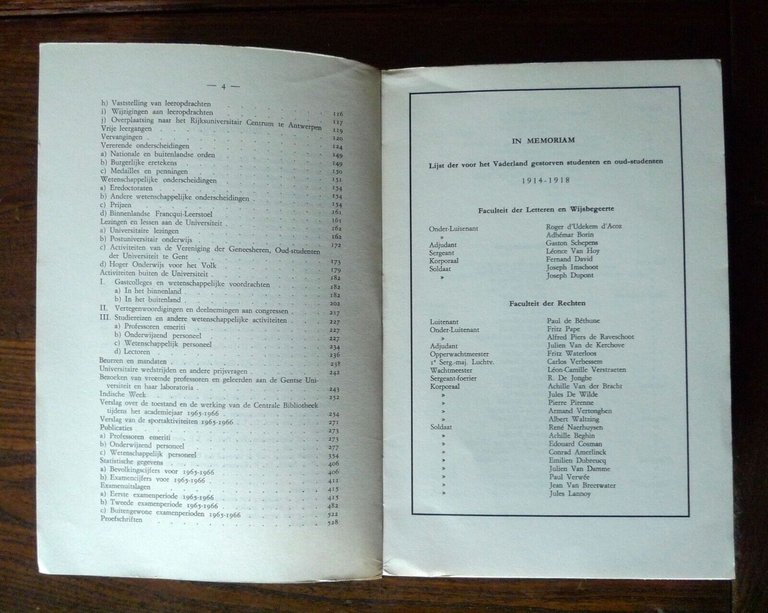 — 4 —
h) Vaststelling van leeropdrachten 116
i) Wijzigingen aan leeropdrachten 117
j) Overplaatsing naar het Rijksuniversitair Centrum te Antwerpen 119
Vrije leergangen 120
Vervangingen 124
Vererende onderscheidingen 149
a) Nationale en buitenlandse orden 149
b) Burgerlijke eretekens 150
c) Medailles en penningen 151
Wetenschappelijke onderscheidingen 154
a) Eredoctoraten 154
b) Andere wetenschappelijke onderscheidingen 154
c) Prijzen 161
d) Binnenlandse Francqui-Leerstoel 161
Lezingen en lessen aan de Universiteit 162
a) Universitaire lezingen
b) Postuniversitair onderwijs 172
c) Activiteiten van de Vereniging der Geneesheren, Oud-studenten
der Universiteit te Gent 173
d) Hoger Onderwijs voor het Volk 179
Activiteiten buiten de Universiteit 182
I. Gastcolleges en wetenschappelijke voordrachten 182
a) In het binnenland 182
b) In het buitenland 202
II. Vertegenwoordigingen en deelnemingen aan congressen 217
III. Studiereizen en andere wetenschappelijke activiteiten 227
a) Professoren emeriti 227
b) Onderwijzend personeel 227
c) Wetenschappelijk personeel 234
d) Lectoren 236
Beurzen en mandaten 238
Universitaire wedstrijden en andere prijsvragen 242
Bezoeken van vreemde professoren en geleerden aan de Gentse Uni-
versiteit en haar laboratoria 243
Indische Week 252
Verslag over de toestand en de werking van de Centrale Bibliotheek
tijdens het academiejaar 1965-1966 254
Verslag van de sportaktiviteiten 1965-1966 271
Publicaties 273
a) Professoren emeriti 273
b) Onderwijzend personeel 277
c) Wetenschappelijk personeel 354
Statistische gegevens 406
a) Bevolkingscijfers voor 1965-1966 406
b) Examencijfers voor 1965-1966 411
Examenuitslagen 415
a) Eerste examenperiode 1965-1966 415
b) Tweede examenperiode 1965-1966 482
c) Buitengewone examenperioden 1965-1966 522
Proefschriften 528
IN MEMORIAM
Lijst der voor het Vaderland gestorven studenten en oud-studenten
1914-1918
Faculteit der Letteren en Wijsbegeerte
Onder-Luitenant Roger d'Udekem d'Acoz
» Adhémar Borin
Adjudant Gaston Schepens
Sergeant Léonce Van Hoy
Korporaal Fernand David
Soldaat Joseph Imschoot
» Joseph Dupont
Faculteit der Rechten
Luitenant Paul de Béthune
Onder-Luitenant Fritz Pape
» Alfred Piers de Raveschoot
Adjudant Julien Van de Kerchove
Opperwachtmeester Fritz Waterloos
1e Serg.-maj. Luchtv. Carlos Verbessem
Wachtmeester Léon-Camille Verstraeten
Sergeant-foerier R. De Jonghe
Korporaal Achille Van der Bracht
» Jules De Wilde
» Pierre Pirenne
» Armand Vertonghen
» Albert Waltzing
Soldaat René Naerhuysen
» Achille Beghin
» Edouard Cosman
» Conrad Amerlinck
» Emilien Dubrucq
» Julien Van Damme
» Paul Verwée
» Jean Van Breetwater
» Jules Lannoy